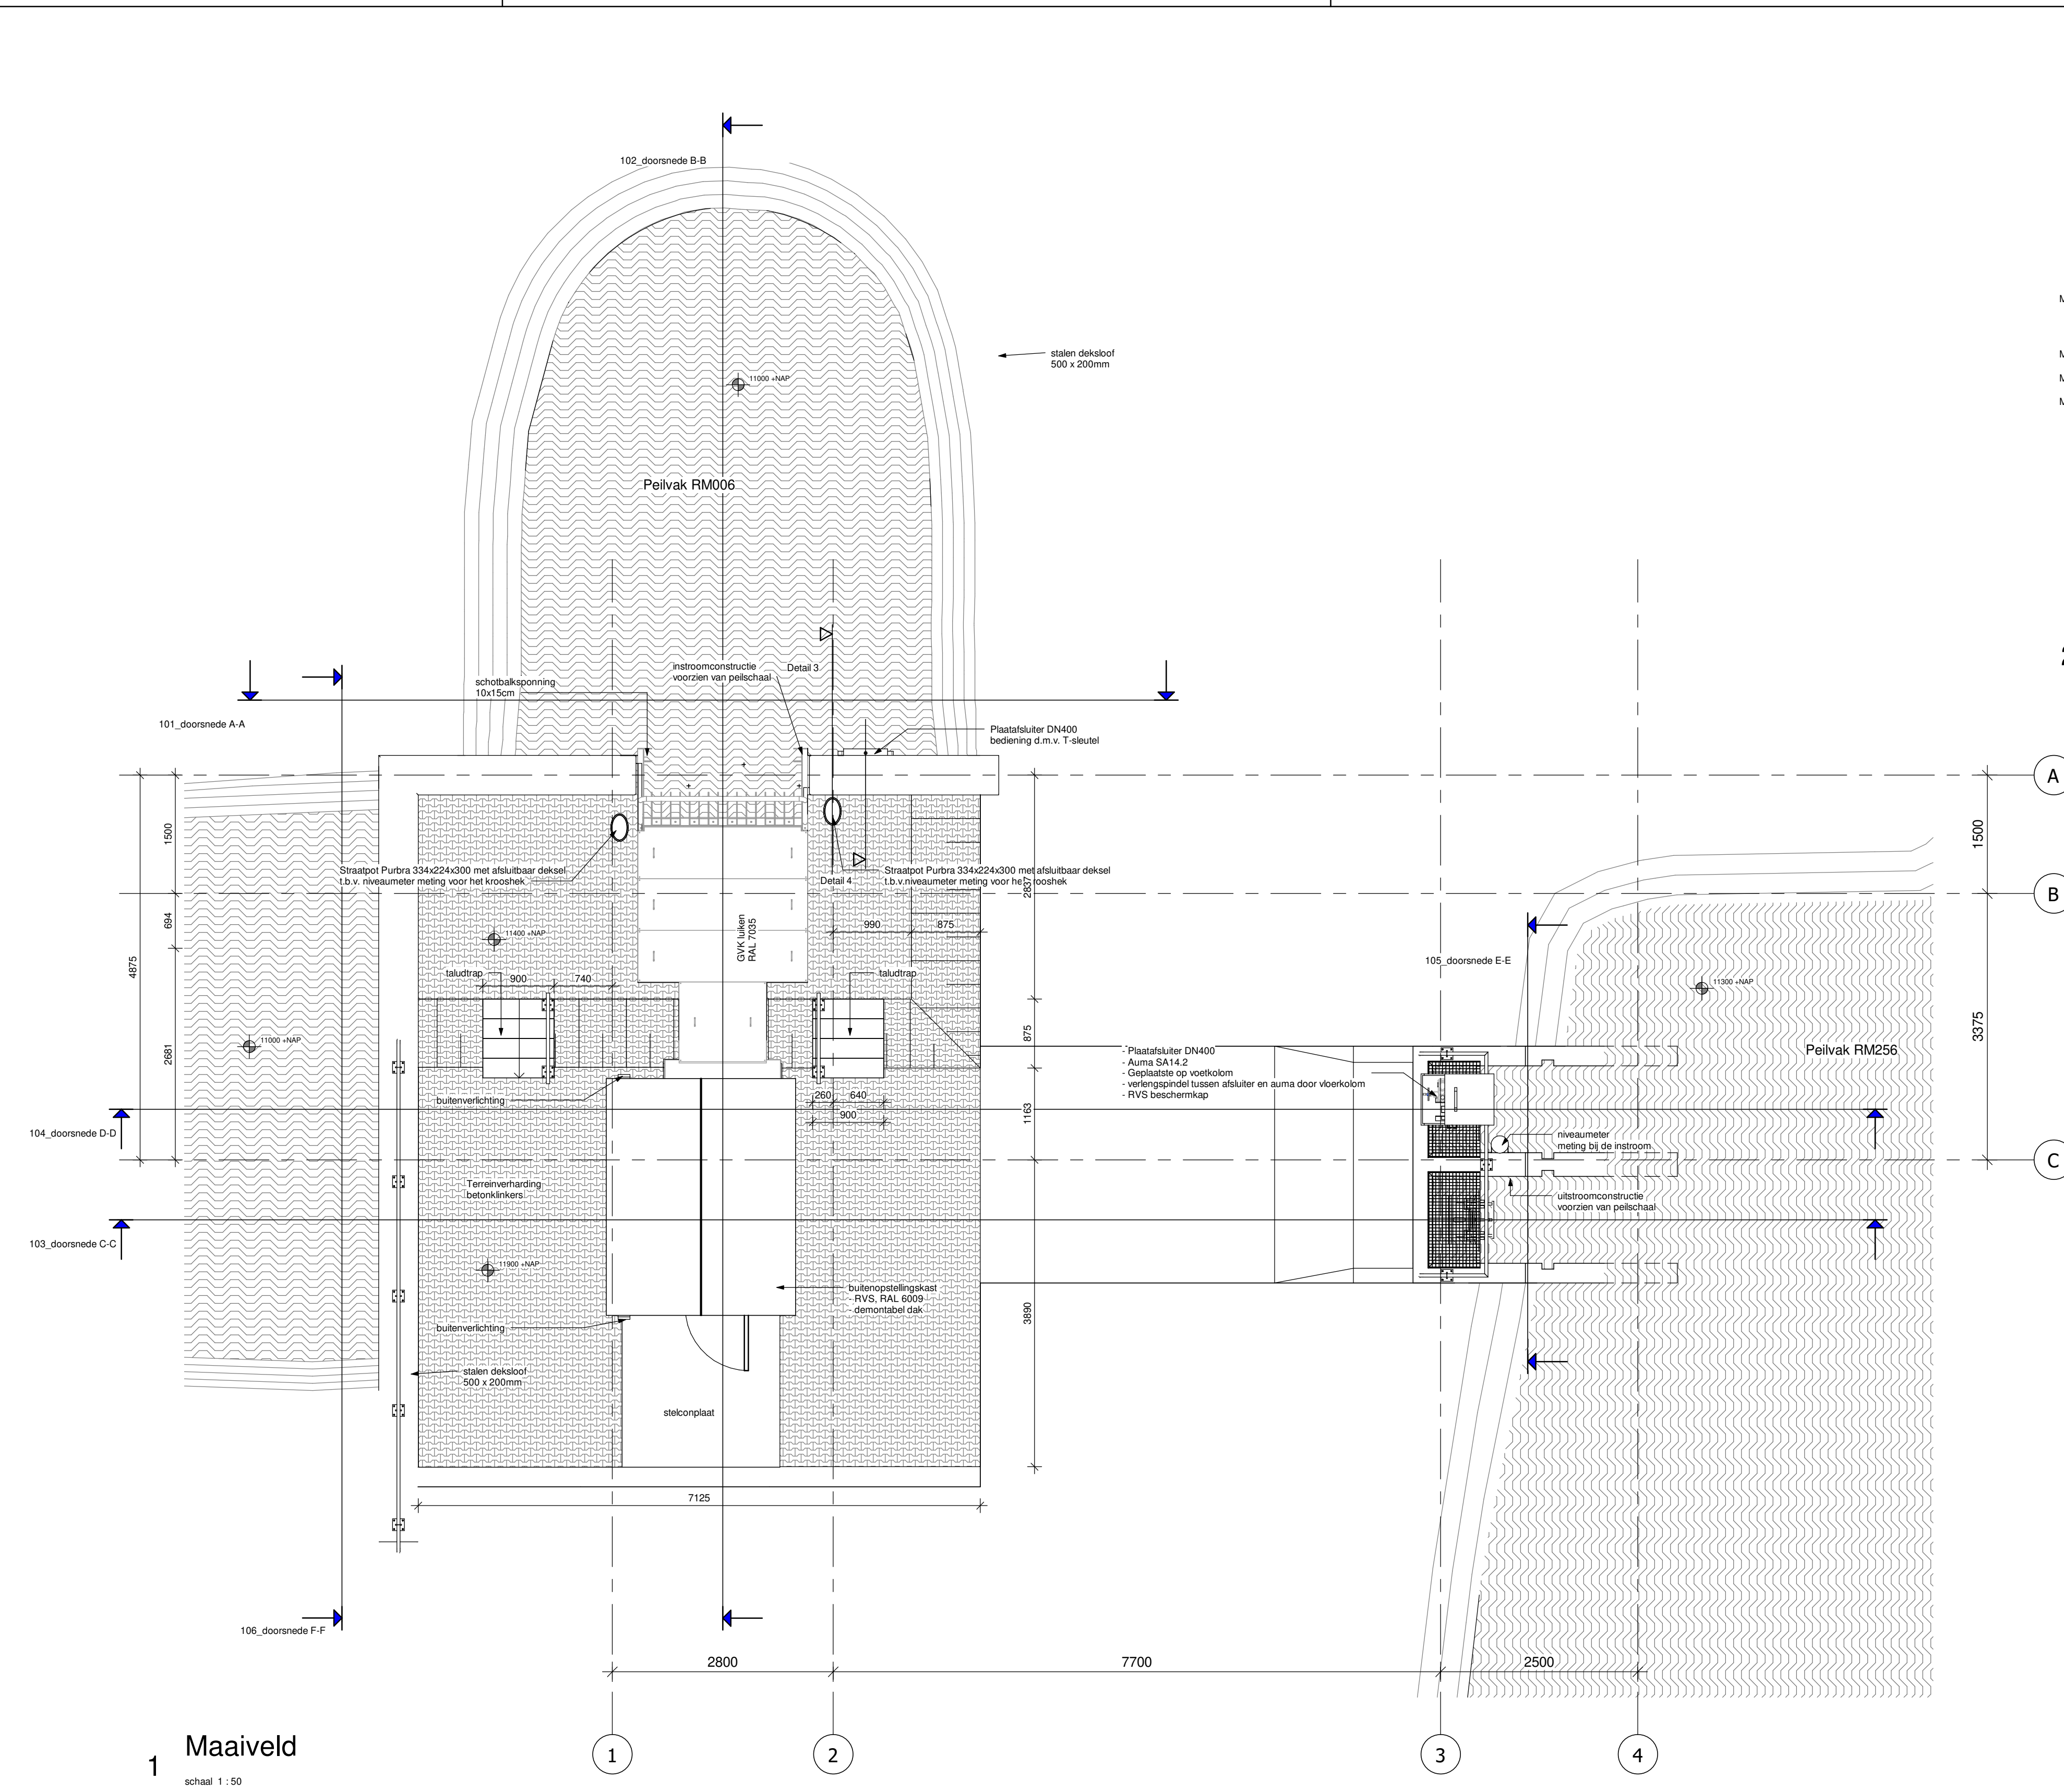 102_doorsnede B-B
stalen deksloof
500 x 200mm
11000 +NAP
Peilvak RM006
instroomconstructie
voorzien van peilschaal
Detail 3
schotbalksponning
10x15cm
101_doorsnede A-A
Plaatafsluiter DN400
bediening d.m.v. T-sleutel
A
1500
1500
Straatpot Purbra 334x224x300 met afsluitbaar deksel
t.b.v. niveaumeter meting voor het krooshek
Detail 4
Straatpot Purbra 334x224x300 met afsluitbaar deksel
t.b.v.niveaumeter meting voor he rooshek
2837
B
694
990
875
11400 +NAP
GVK luiken
RAL 7035
4875
105_doorsnede E-E
taludtrap
900
740
taludtrap
11300 +NAP
3375
11000 +NAP
2681
875
Peilvak RM256
- Plaatafsluiter DN400
- Auma SA14.2
- Geplaatste op voetkolom
- verlengspindel tussen afsluiter en auma door vloerkolom
- RVS beschermkap
buitenverlichting
260
640
900
1163
104_doorsnede D-D
niveaumeter
meting bij de instroom
C
Terreinverharding
betonklinkers
uitstroomconstructie
voorzien van peilschaal
103_doorsnede C-C
11900 +NAP
buitenopstellingskast
- RVS, RAL 6009
- demontabel dak
3890
buitenverlichting
stalen deksloof
500 x 200mm
stelconplaat
7125
106_doorsnede F-F
2800
7700
2500
1
2
3
4
1
Maaiveld
schaal 1 : 50